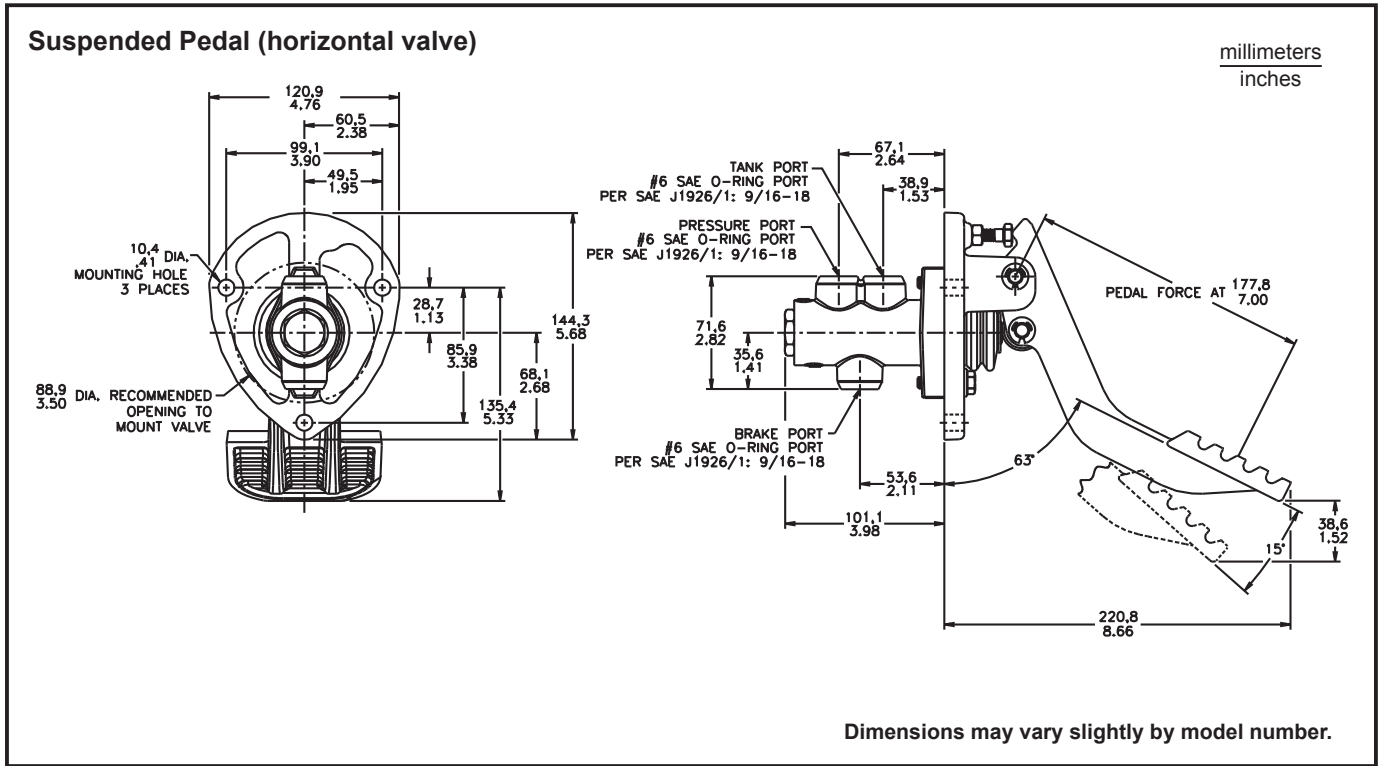 Suspended Pedal (horizontal valve)
millimeters
inches
120,9
4.76
60,5
2.38
99,1
3.90
49,5
1.95
10,4 DIA.
.41
MOUNTING HOLE
3 PLACES
28,7
1.13
144,3
5.68
85,9
3.38
68,1
2.68
135,4
5.33
88,9 DIA. RECOMMENDED
3.50
OPENING TO
MOUNT VALVE
67,1
2.64
TANK PORT
#6 SAE O-RING PORT
PER SAE J1926/1: 9/16-18
38,9
1.53
PRESSURE PORT
#6 SAE O-RING PORT
PER SAE J1926/1: 9/16-18
PEDAL FORCE AT 177,8
7.00
71,6
2.82
35,6
1.41
BRAKE PORT
#6 SAE O-RING PORT
PER SAE J1926/1: 9/16-18
63°
53,6
2.11
101,1
3.98
38,6
1.52
15°
220,8
8.66
Dimensions may vary slightly by model number.